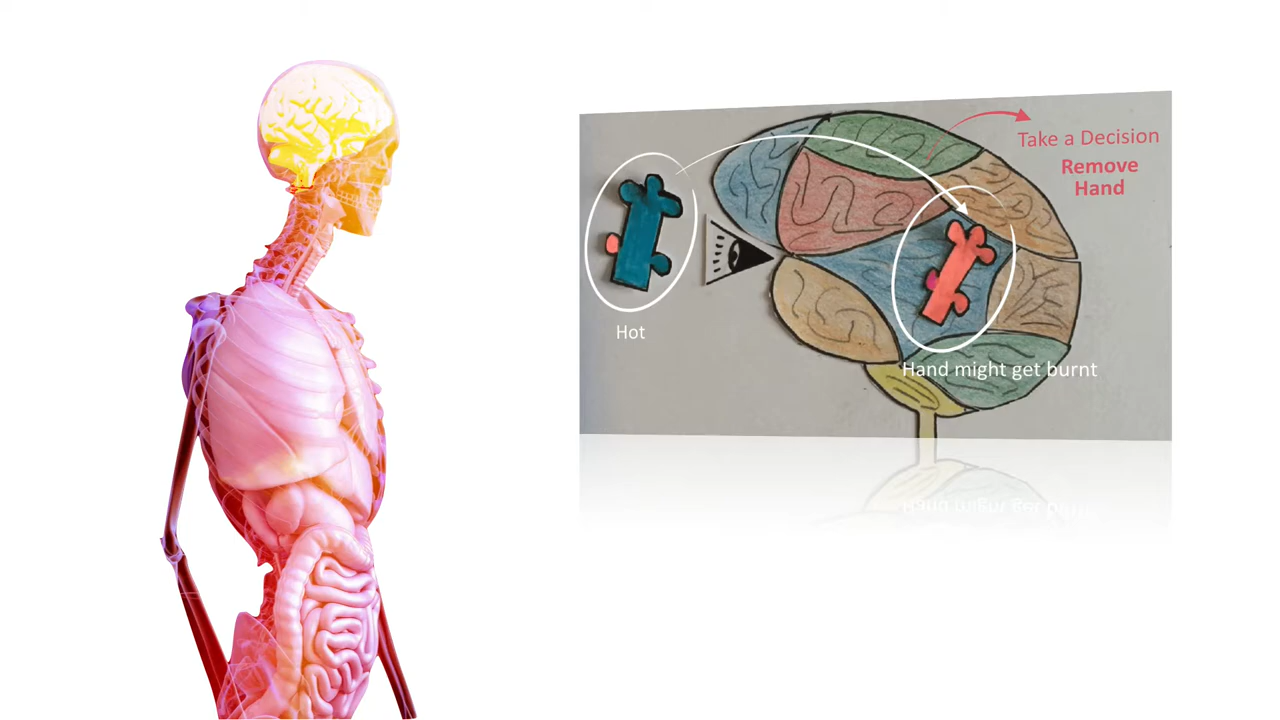 Take a Decision
Remove
Hand
Hot
Hand might get burnt